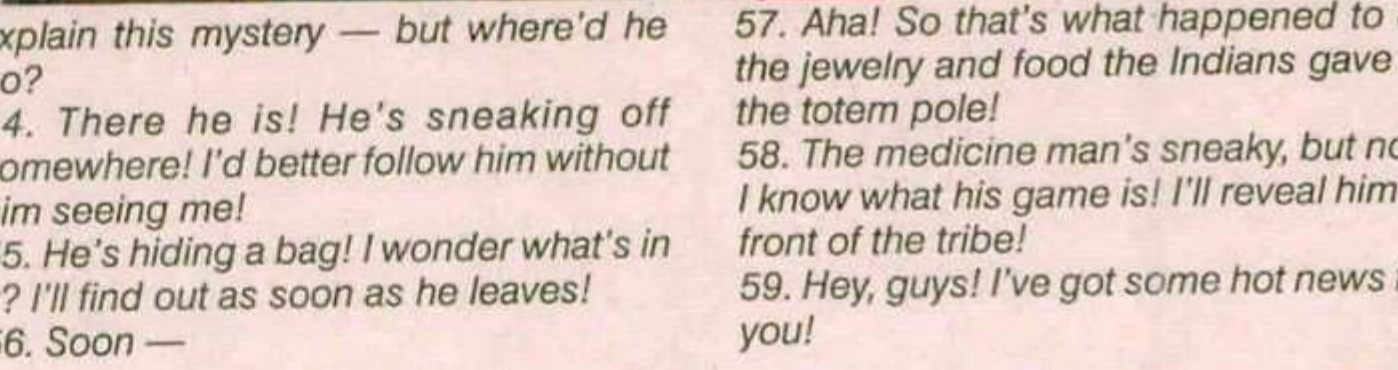 xplain this mystery — but where'd he
o?
4. There he is! He's sneaking off
omewhere! I'd better follow him without
im seeing me!
5. He's hiding a bag! I wonder what's in
? I'll find out as soon as he leaves!
6. Soon —
57. Aha! So that's what happened to
the jewelry and food the Indians gave
the totem pole!
58. The medicine man's sneaky, but no
I know what his game is! I'll reveal him
front of the tribe!
59. Hey, guys! I've got some hot news
you!